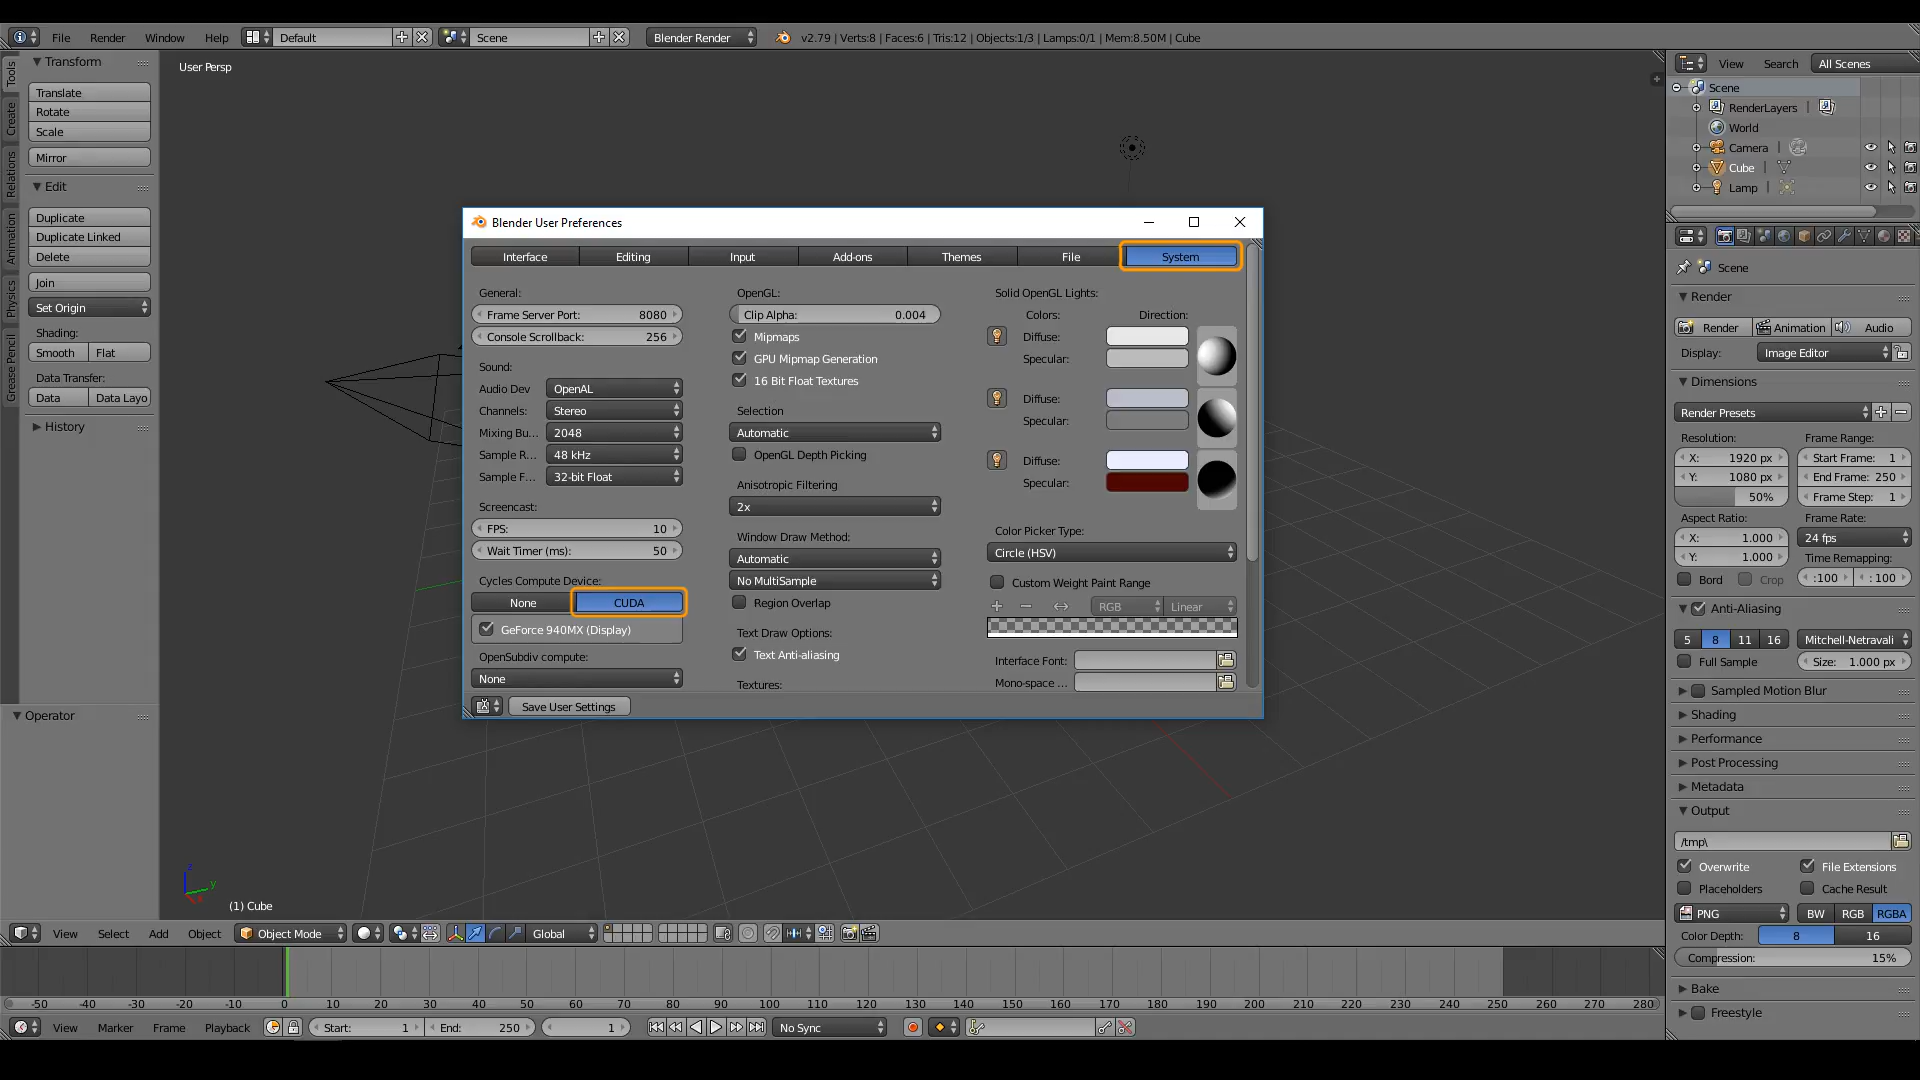 File Render Window Help Default Scene Blender Render v2.79 | Verts:8 | Faces:6 | Tris:12 | Objects:1/3 | Lamps:0/1 | Mem:8.50M | Cube
Tools
Create
Relations
Animation
Physics
Grease Pencil
Transform
Translate
Rotate
Scale
Mirror
Edit
Duplicate
Duplicate Linked
Delete
Join
Set Origin
Shading:
Smooth Flat
Data Transfer:
Data Data Layo
History
Operator
User Persp
Blender User Preferences
Interface Editing Input Add-ons Themes File System
General:
Frame Server Port: 8080
Console Scrollback: 256
Sound:
Audio Dev OpenAL
Channels: Stereo
Mixing Bu... 2048
Sample R... 48 kHz
Sample F... 32-bit Float
Screencast:
FPS: 10
Wait Timer (ms): 50
Cycles Compute Device:
None CUDA
GeForce 940MX (Display)
OpenSubdiv compute:
None
OpenGL:
Clip Alpha: 0.004
Mipmaps
GPU Mipmap Generation
16 Bit Float Textures
Selection
Automatic
OpenGL Depth Picking
Anisotropic Filtering
2x
Window Draw Method:
Automatic
No MultiSample
Region Overlap
Text Draw Options:
Text Anti-aliasing
Textures:
Solid OpenGL Lights:
Colors: Direction:
Diffuse:
Specular:
Diffuse:
Specular:
Diffuse:
Specular:
Color Picker Type:
Circle (HSV)
Custom Weight Paint Range
RGB Linear
Interface Font:
Mono-space ...
Save User Settings
z
y
x
(1) Cube
View Select Add Object Object Mode Global
-50 -40 -30 -20 -10 0 10 20 30 40 50 60 70 80 90 100 110 120 130 140 150 160 170 180 190 200 210 220 230 240 250 260 270 280
View Marker Frame Playback Start: 1 End: 250 1 No Sync
View Search All Scenes
Scene
RenderLayers
World
Camera
Cube
Lamp
Scene
Render
Render Animation Audio
Display: Image Editor
Dimensions
Render Presets
Resolution: Frame Range:
X: 1920 px Start Frame: 1
Y: 1080 px End Frame: 250
50% Frame Step: 1
Aspect Ratio: Frame Rate:
X: 1.000 24 fps
Y: 1.000 Time Remapping:
Bord Crop :100 : 100
Anti-Aliasing
5 8 11 16 Mitchell-Netravali
Full Sample Size: 1.000 px
Sampled Motion Blur
Shading
Performance
Post Processing
Metadata
Output
/tmp\
Overwrite File Extensions
Placeholders Cache Result
PNG BW RGB RGBA
Color Depth: 8 16
Compression: 15%
Bake
Freestyle